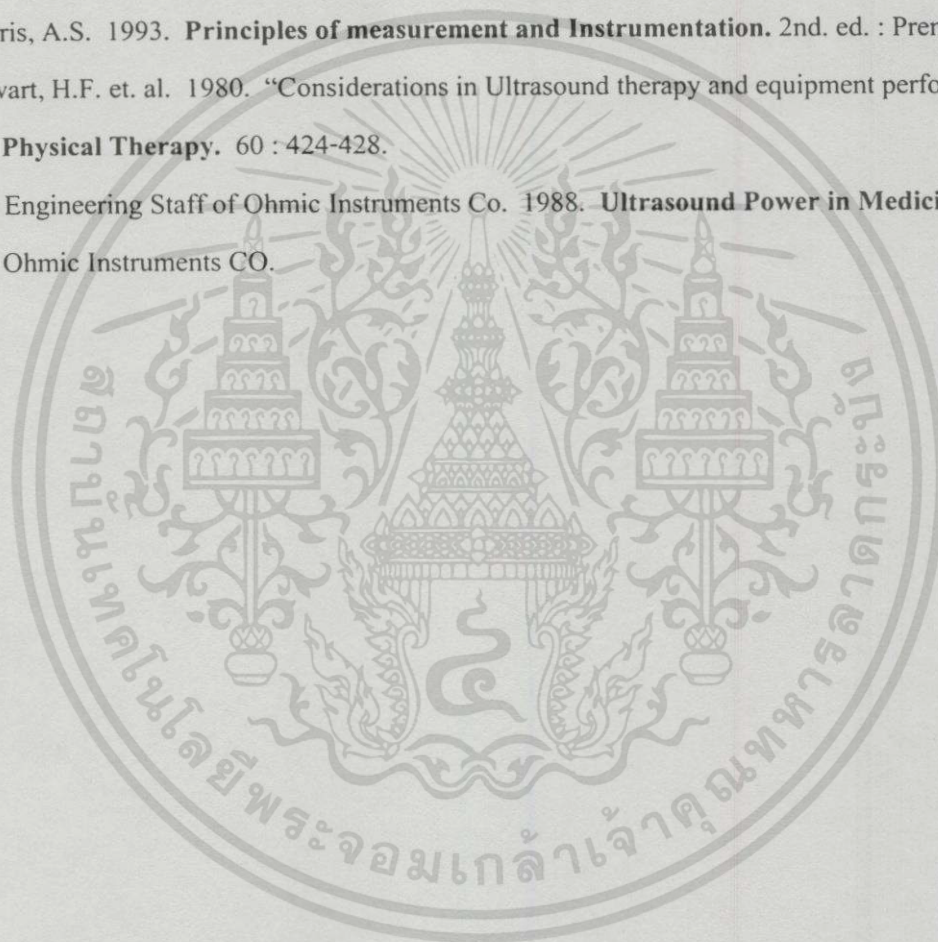 ris, A.S. 1993. Principles of measurement and Instrumentation. 2nd. ed. : Pren
vart, H.F. et. al. 1980. “Considerations in Ultrasound therapy and equipment perfo
Physical Therapy. 60 : 424-428.
Engineering Staff of Ohmic Instruments Co. 1988. Ultrasound Power in Medici
Ohmic Instruments CO.
สถาบันเทคโนโลยีพระจอมเกล้าเจ้าคุณทหารลาดกระบัง
๔